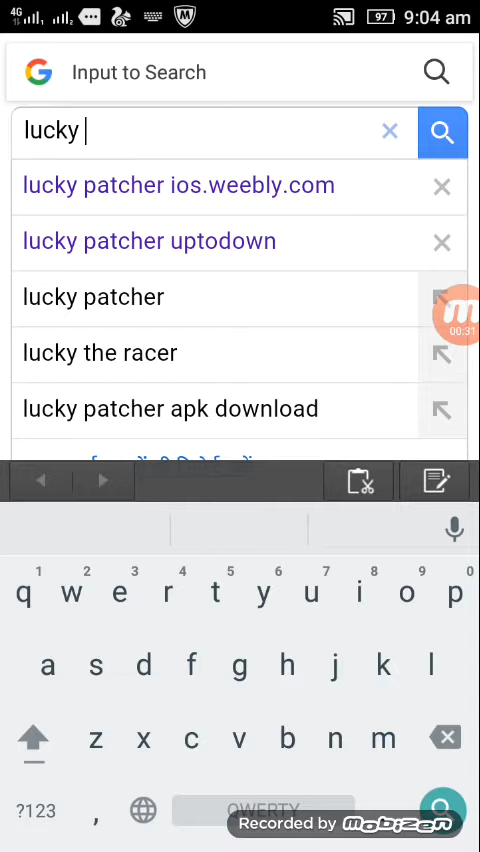 4G 97 9:04 am
Input to Search
lucky
lucky patcher ios.weebly.com
lucky patcher uptodown
lucky patcher
00:31
lucky the racer
lucky patcher apk download
1 2 3 4 5 6 7 8 9 0
q w e r t y u i o p
a s d f g h j k l
z x c v b n m
?123 , QWERTY
Recorded by mobizen